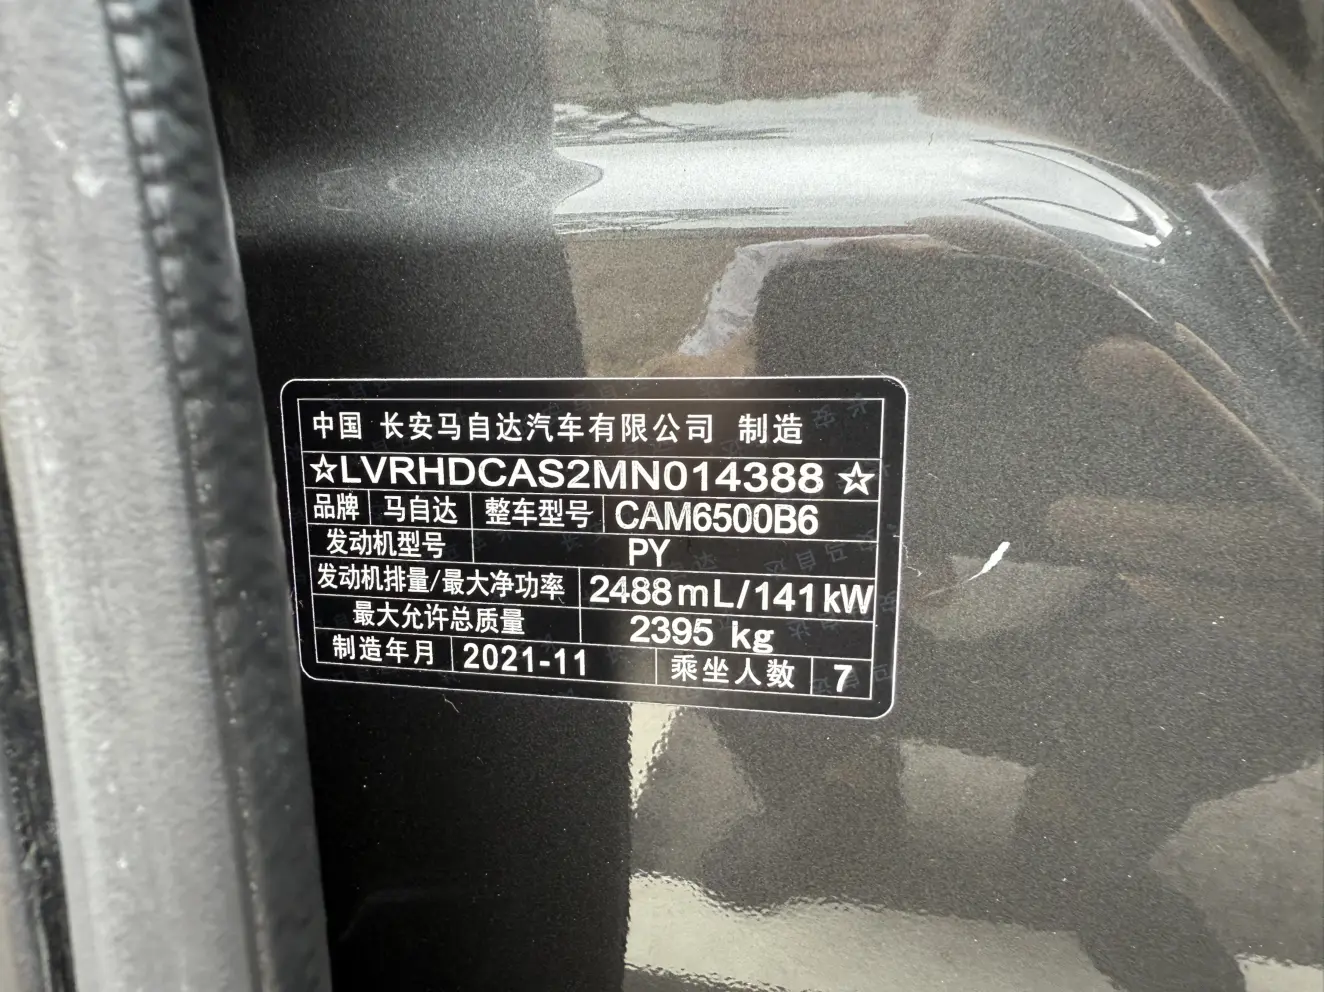 中国 长安马自达汽车有限公司 制造
☆LVRHDCAS2MN014388☆
品牌 马自达 整车型号 CAM6500B6
发动机型号 PY
发动机排量/最大净功率 2488mL/141kW
最大允许总质量 2395 kg
制造年月 2021-11 乘坐人数 7